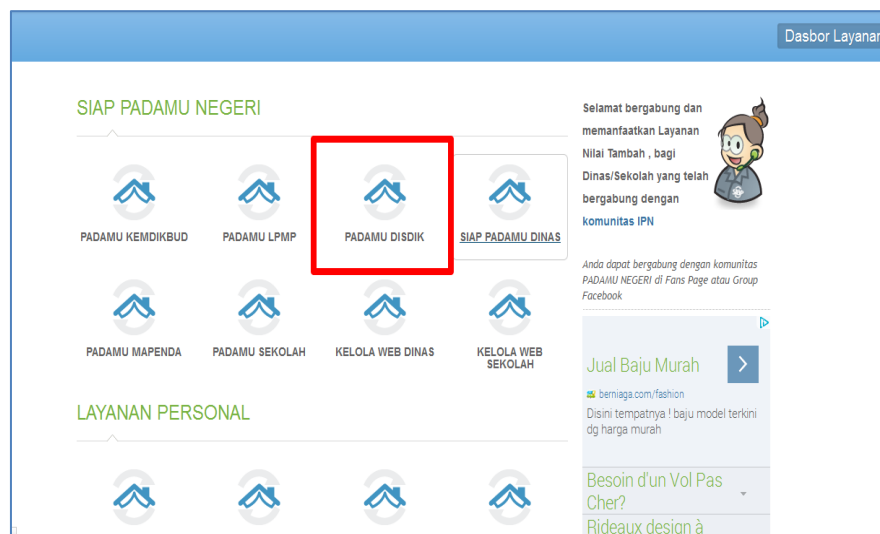 Dasbor Layanan
SIAP PADAMU NEGERI
PADAMU KEMDIKBUD
PADAMU LPMP
PADAMU DISDIK
SIAP PADAMU DINAS
PADAMU MAPENDA
PADAMU SEKOLAH
KELOLA WEB DINAS
KELOLA WEB
SEKOLAH
LAYANAN PERSONAL
Selamat bergabung dan
memanfaatkan Layanan
Nilai Tambah , bagi
Dinas/Sekolah yang telah
bergabung dengan
komunitas IPN
Anda dapat bergabung dengan komunitas
PADAMU NEGERI di Fans Page atau Group
Facebook
Jual Baju Murah
berniaga.com/fashion
Disini tempatnya ! baju model terkini
dg harga murah
Besoin d'un Vol Pas
Cher?
Rideaux design à